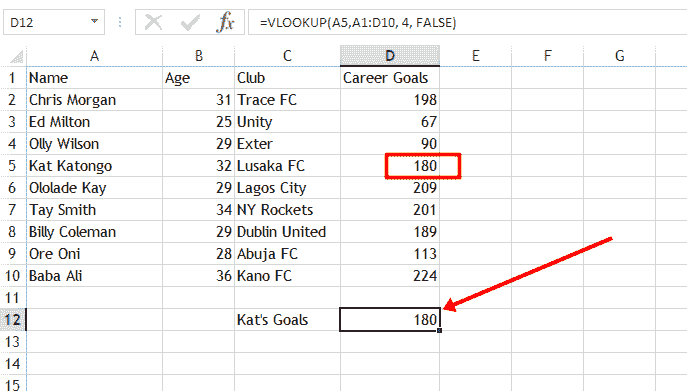 D12 fx =VLOOKUP(A5,A1:D10, 4, FALSE)
A B C D E F G
1 Name Age Club Career Goals
2 Chris Morgan 31 Trace FC 198
3 Ed Milton 25 Unity 67
4 Olly Wilson 29 Exter 90
5 Kat Katongo 32 Lusaka FC 180
6 Ololade Kay 29 Lagos City 209
7 Tay Smith 34 NY Rockets 201
8 Billy Coleman 29 Dublin United 189
9 Ore Oni 28 Abuja FC 113
10 Baba Ali 36 Kano FC 224
11
12 Kat's Goals 180
13
14
15